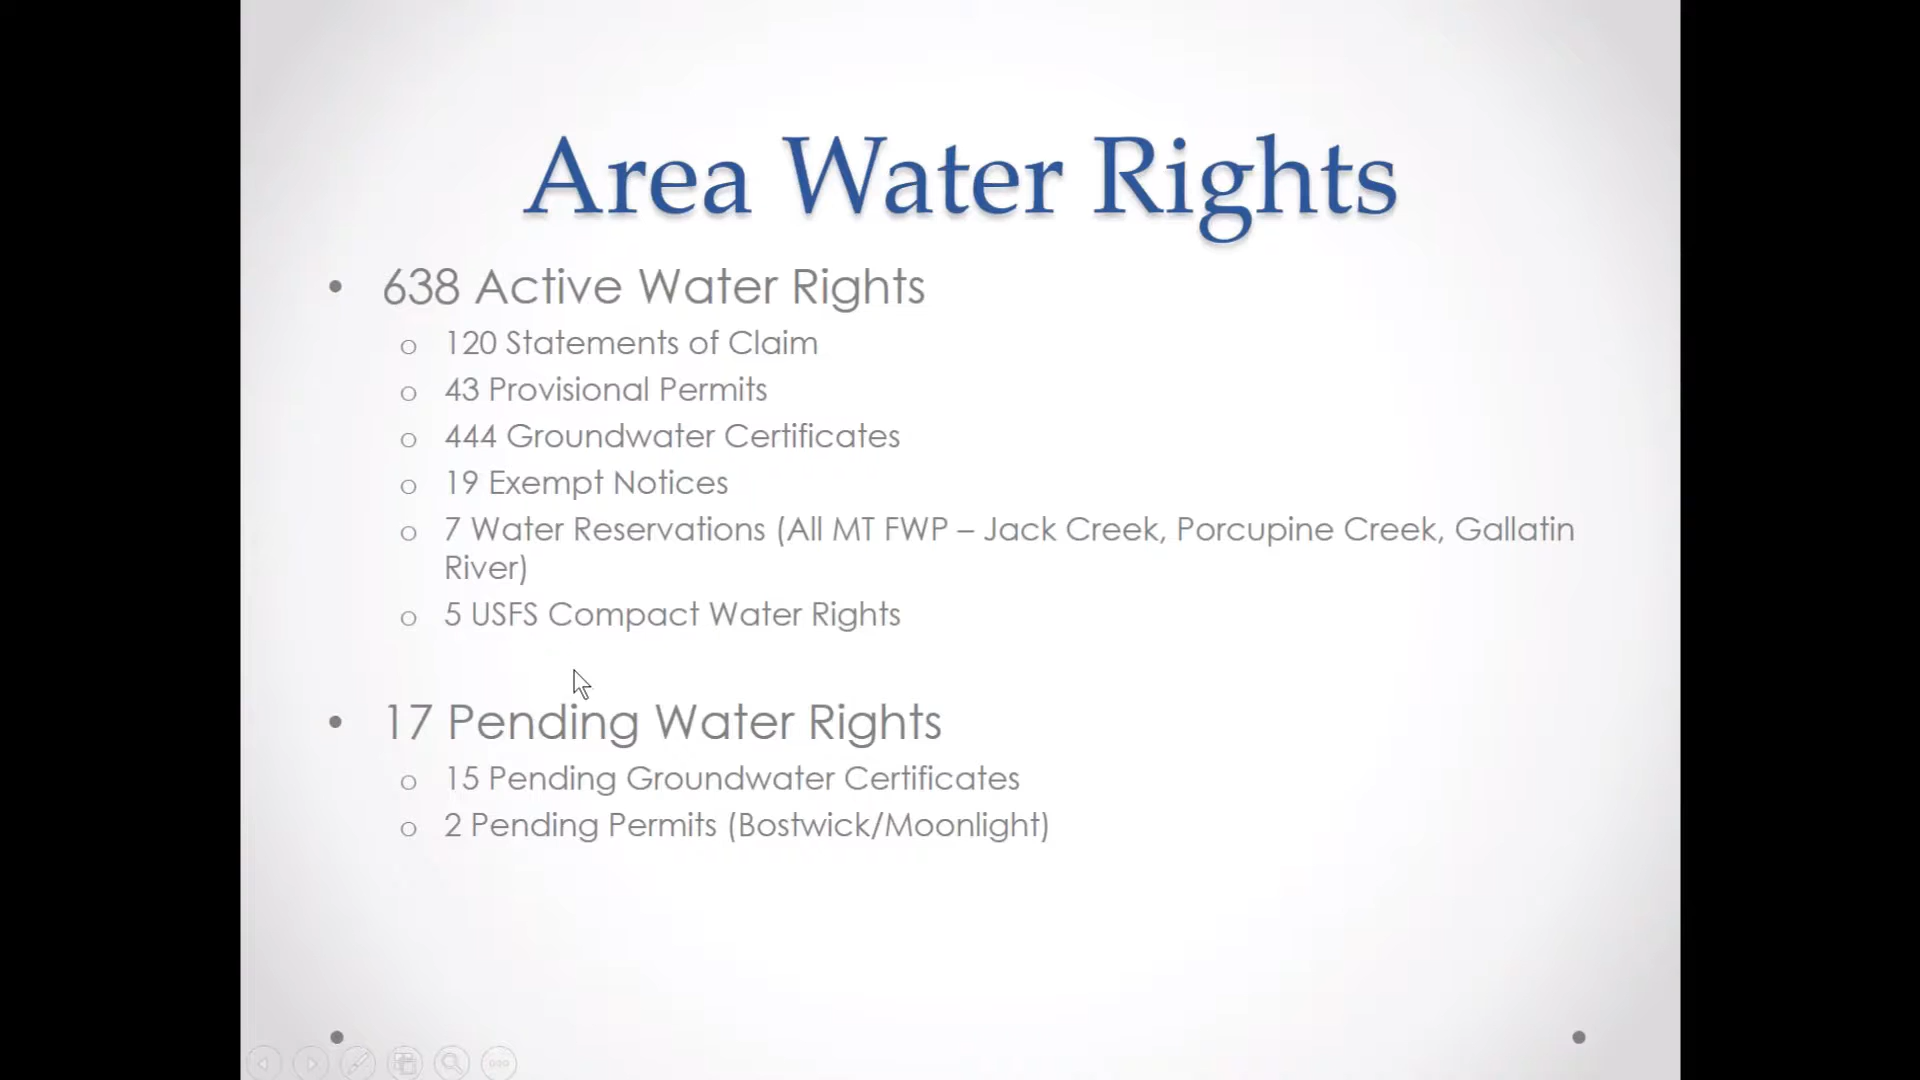 Area Water Rights
• 638 Active Water Rights
o 120 Statements of Claim
o 43 Provisional Permits
o 444 Groundwater Certificates
o 19 Exempt Notices
o 7 Water Reservations (All MT FWP – Jack Creek, Porcupine Creek, Gallatin
River)
o 5 USFS Compact Water Rights
• 17 Pending Water Rights
o 15 Pending Groundwater Certificates
o 2 Pending Permits (Bostwick/Moonlight)